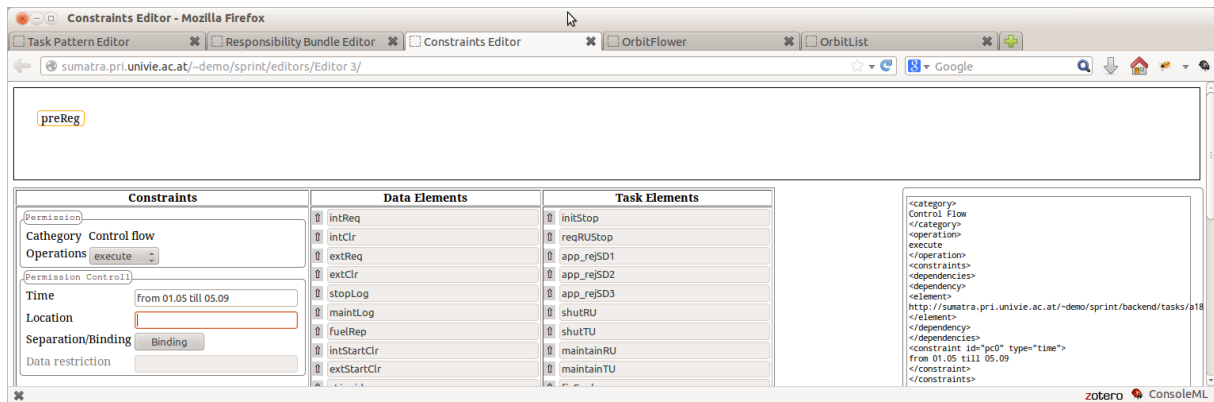 Constraints Editor - Mozilla Firefox
Task Pattern Editor
Responsibility Bundle Editor
Constraints Editor
OrbitFlower
OrbitList
sumatra.pri.univie.ac.at/~demo/sprint/editors/Editor 3/
Google
preReg
Constraints
Permission
Cathegory Control flow
Operations execute
Permission Controll
Time from 01.05 till 05.09
Location
Separation/Binding Binding
Data restriction
Data Elements
intReq
intClr
extReq
extClr
stopLog
maintLog
fuelRep
intStartClr
extStartClr
Task Elements
initStop
reqRUStop
app_rejSD1
app_rejSD2
app_rejSD3
shutRU
shutTU
maintainRU
maintainTU
<category>
Control Flow
</category>
<operation>
execute
</operation>
<constraints>
<dependencies>
<dependency>
<element>
http://sumatra.pri.univie.ac.at/~demo/sprint/backend/tasks/a18
</element>
</dependency>
</dependencies>
<constraint id="pc0" type="time">
from 01.05 till 05.09
</constraint>
</constraints>
zotero
ConsoleML